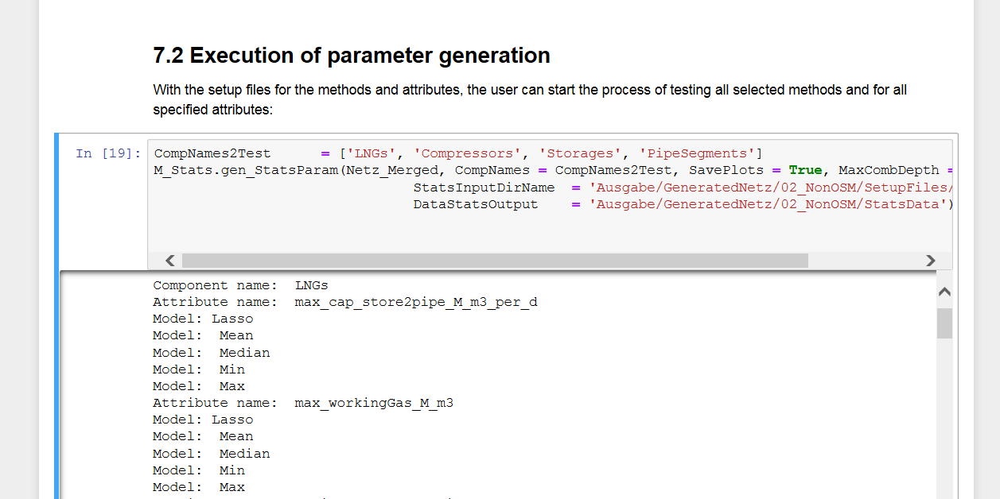 7.2 Execution of parameter generation
With the setup files for the methods and attributes, the user can start the process of testing all selected methods and for all
specified attributes:
In [19]: CompNames2Test = ['LNGs', 'Compressors', 'Storages', 'PipeSegments']
M_Stats.gen_StatsParam(Netz_Merged, CompNames = CompNames2Test, SavePlots = True, MaxCombDepth =
StatsInputDirName = 'Ausgabe/GeneratedNetz/02_NonOSM/SetupFiles/
DataStatsOutput = 'Ausgabe/GeneratedNetz/02_NonOSM/StatsData')
Component name: LNGs
Attribute name: max_cap_store2pipe_M_m3_per_d
Model: Lasso
Model: Mean
Model: Median
Model: Min
Model: Max
Attribute name: max_workingGas_M_m3
Model: Lasso
Model: Mean
Model: Median
Model: Min
Model: Max